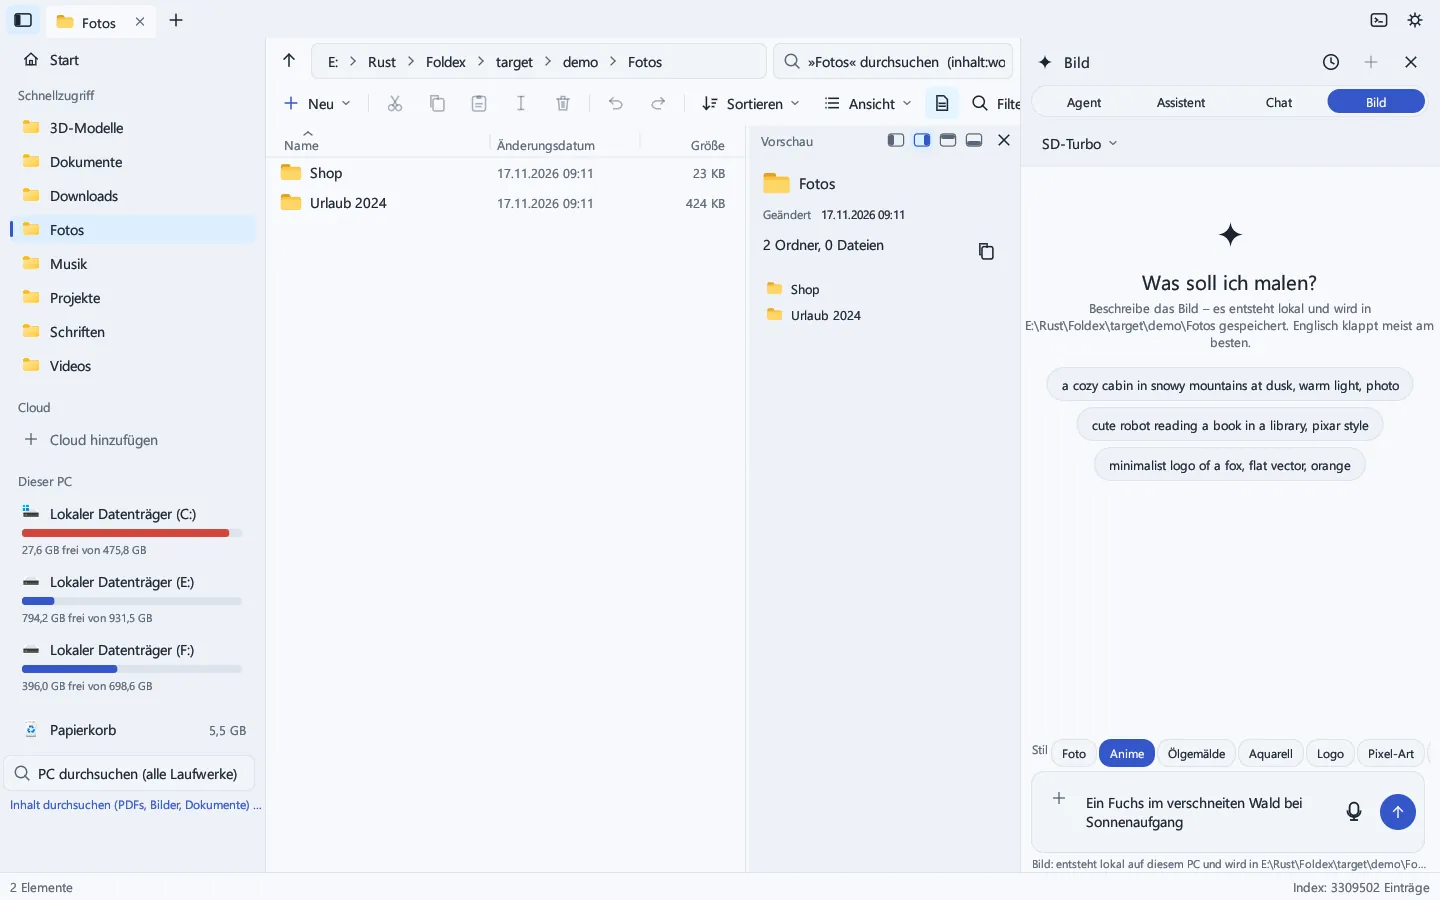 Fotos
Start
Schnellzugriff
3D-Modelle
Dokumente
Downloads
Fotos
Musik
Projekte
Schriften
Videos
Cloud
Cloud hinzufügen
Dieser PC
Lokaler Datenträger (C:)
27,6 GB frei von 475,8 GB
Lokaler Datenträger (E:)
794,2 GB frei von 931,5 GB
Lokaler Datenträger (F:)
396,0 GB frei von 698,6 GB
Papierkorb 5,5 GB
PC durchsuchen (alle Laufwerke)
Inhalt durchsuchen (PDFs, Bilder, Dokumente) ...
E: > Rust > Foldex > target > demo > Fotos
»Fotos« durchsuchen (inhalt:wo
Neu
Sortieren
Ansicht
Filte
Name Änderungsdatum Größe
Shop 17.11.2026 09:11 23 KB
Urlaub 2024 17.11.2026 09:11 424 KB
Vorschau
Fotos
Geändert 17.11.2026 09:11
2 Ordner, 0 Dateien
Shop
Urlaub 2024
Bild
Agent Assistent Chat Bild
SD-Turbo
Was soll ich malen?
Beschreibe das Bild – es entsteht lokal und wird in
E:\Rust\Foldex\target\demo\Fotos gespeichert. Englisch klappt meist am
besten.
a cozy cabin in snowy mountains at dusk, warm light, photo
cute robot reading a book in a library, pixar style
minimalist logo of a fox, flat vector, orange
Stil Foto Anime Ölgemälde Aquarell Logo Pixel-Art
Ein Fuchs im verschneiten Wald bei
Sonnenaufgang
Bild: entsteht lokal auf diesem PC und wird in E:\Rust\Foldex\target\demo\Fo...
2 Elemente
Index: 3309502 Einträge